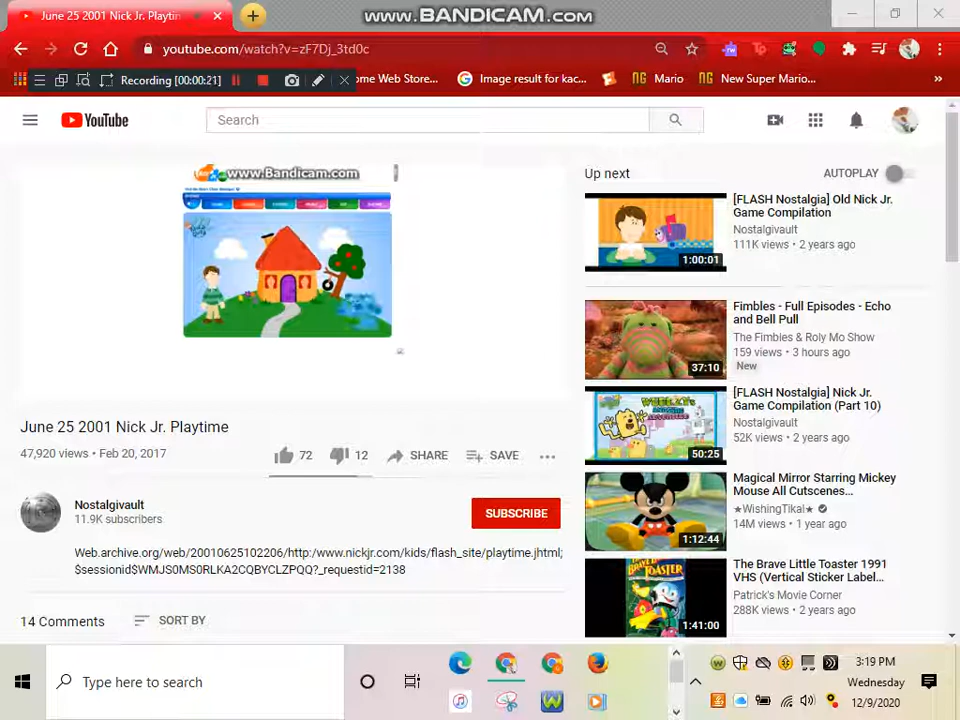 June 25 2001 Nick Jr. Playtin
www.BANDICAM.com
youtube.com/watch?v=zF7Dj_3td0c
Recording [00:00:21]
ome Web Store...
Image result for kac...
Mario
New Super Mario...
YouTube
Search
www.Bandicam.com
Up next
AUTOPLAY
[FLASH Nostalgia] Old Nick Jr.
Game Compilation
Nostalgivault
111K views • 2 years ago
1:00:01
Fimbles - Full Episodes - Echo
and Bell Pull
The Fimbles & Roly Mo Show
159 views • 3 hours ago
New
37:10
[FLASH Nostalgia] Nick Jr.
Game Compilation (Part 10)
Nostalgivault
52K views • 2 years ago
50:25
Magical Mirror Starring Mickey
Mouse All Cutscenes...
★WishingTikal★
14M views • 1 year ago
1:12:44
The Brave Little Toaster 1991
VHS (Vertical Sticker Label...
Patrick's Movie Corner
288K views • 2 years ago
1:41:00
June 25 2001 Nick Jr. Playtime
47,920 views • Feb 20, 2017
72
12
SHARE
SAVE
Nostalgivault
11.9K subscribers
SUBSCRIBE
Web.archive.org/web/20010625102206/http:/www.nickjr.com/kids/flash_site/playtime.jhtml;
$sessionid$WMJS0MS0RLKA2CQBYCLZPQQ?_requestid=2138
14 Comments
SORT BY
Type here to search
3:19 PM
Wednesday
12/9/2020